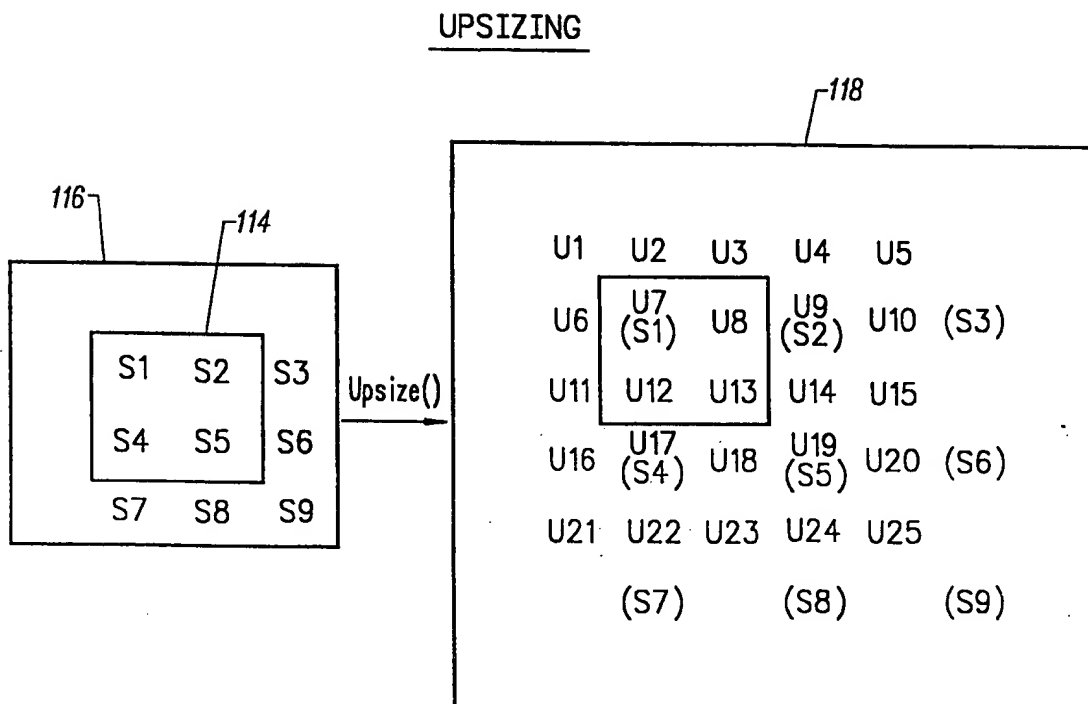 UPSIZING
118
116
114
U1 U2 U3 U4 U5
U7 U9
U6 (S1) U8 (S2) U10 (S3)
S1 S2 S3
Upsize()
U11 U12 U13 U14 U15
S4 S5 S6
U17 U19
U16 (S4) U18 (S5) U20 (S6)
S7 S8 S9
U21 U22 U23 U24 U25
(S7) (S8) (S9)